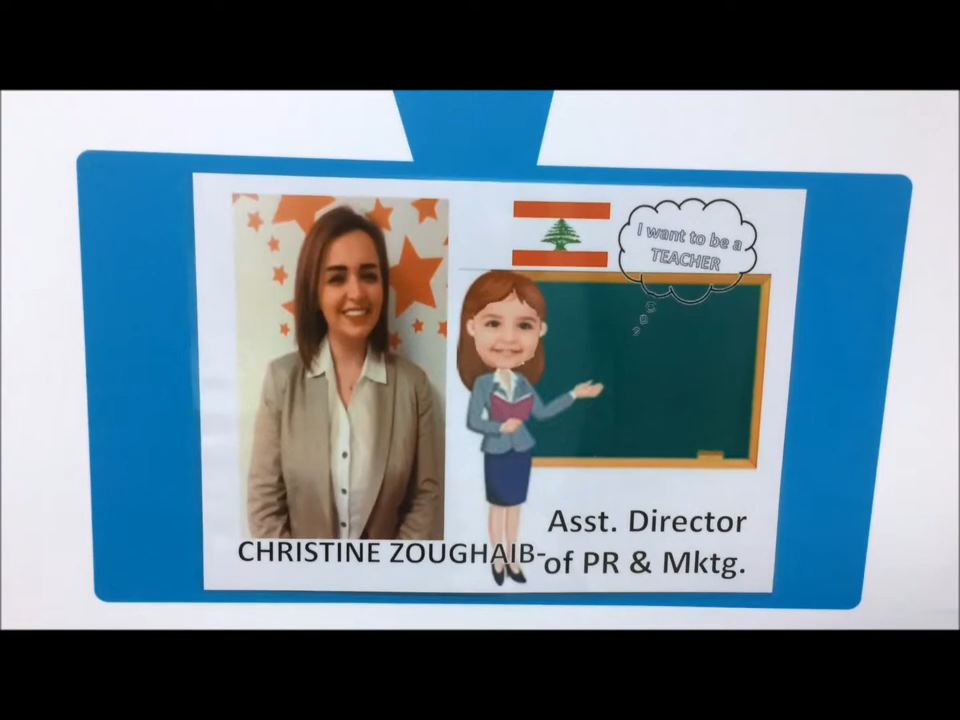 I want to be a
TEACHER
CHRISTINE ZOUGHAIB-
Asst. Director
of PR & Mktg.